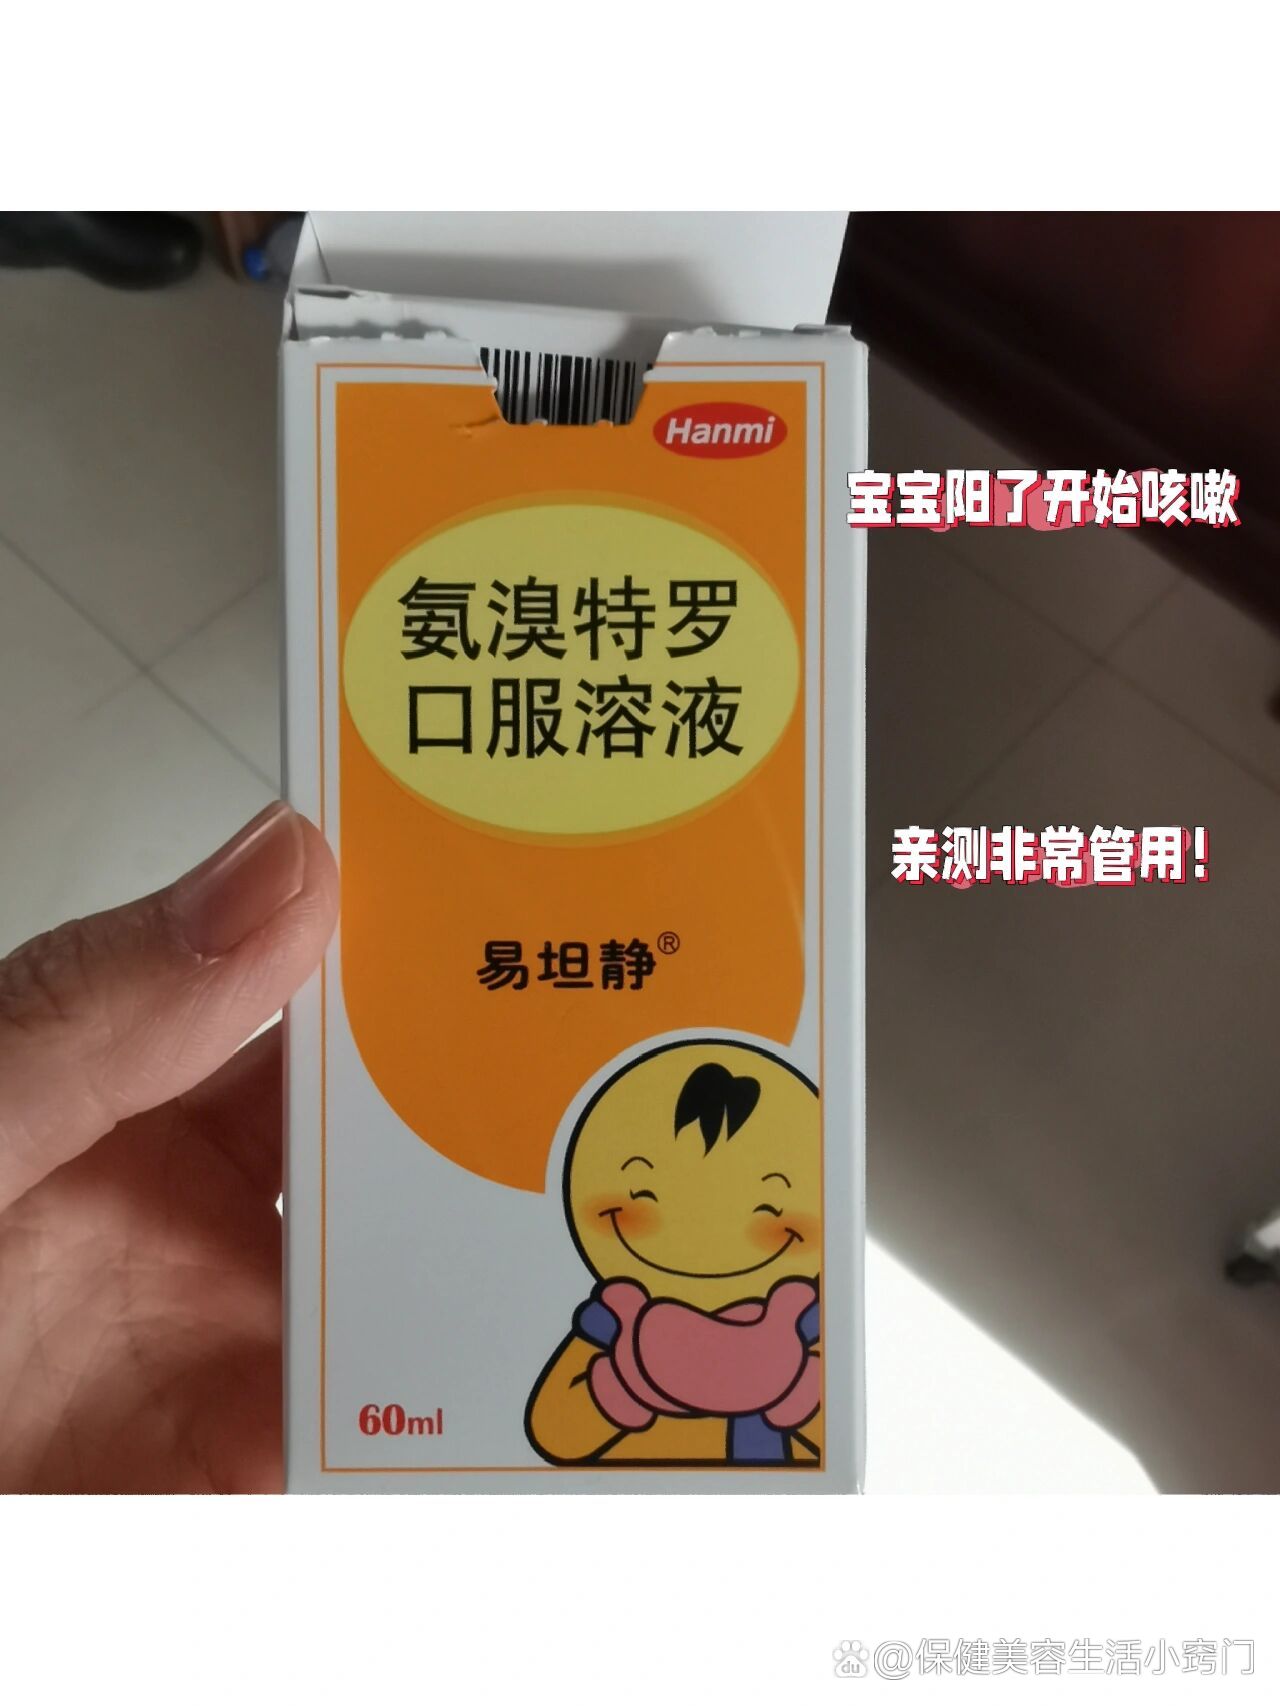 Hanmi
宝宝阳了开始咳嗽
氨溴特罗
口服溶液
亲测非常管用！
易坦静®
60ml
du @保健美容生活小窍门